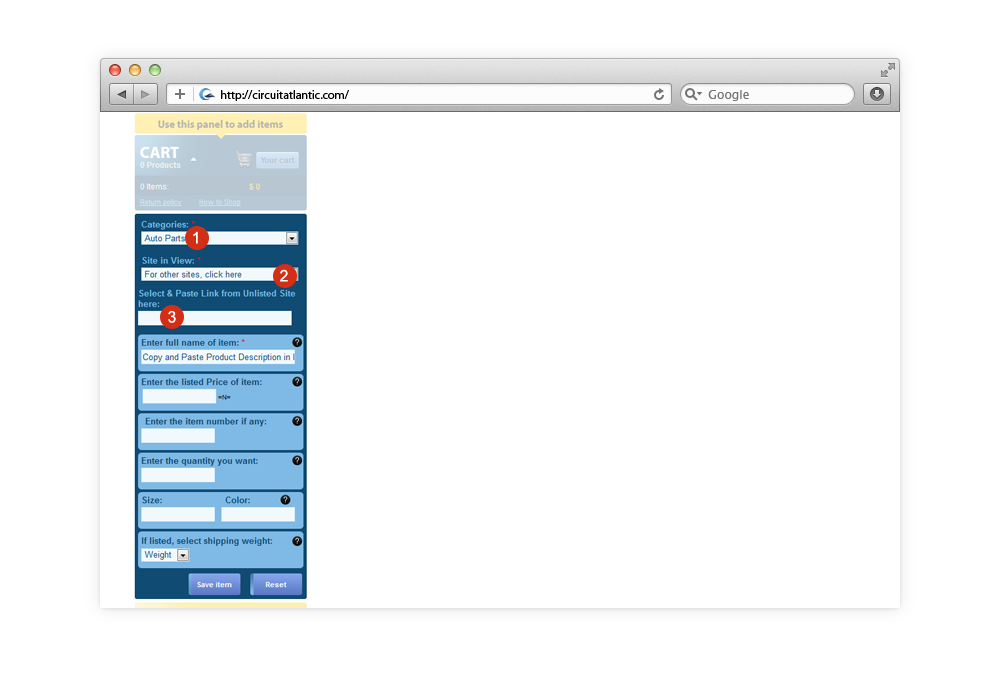 http://circuitatlantic.com/
Google
Use this panel to add items
CART
0 Products
Your cart
0 Items: $ 0
Return policy How to Shop
Categories: *
Auto Parts
1
Site in View: *
For other sites, click here
2
Select & Paste Link from Unlisted Site
here:
3
Enter full name of item: * ?
Copy and Paste Product Description in
Enter the listed Price of item: ?
=N=
Enter the item number if any: ?
Enter the quantity you want: ?
Size: Color: ?
If listed, select shipping weight: ?
Weight
Save item Reset